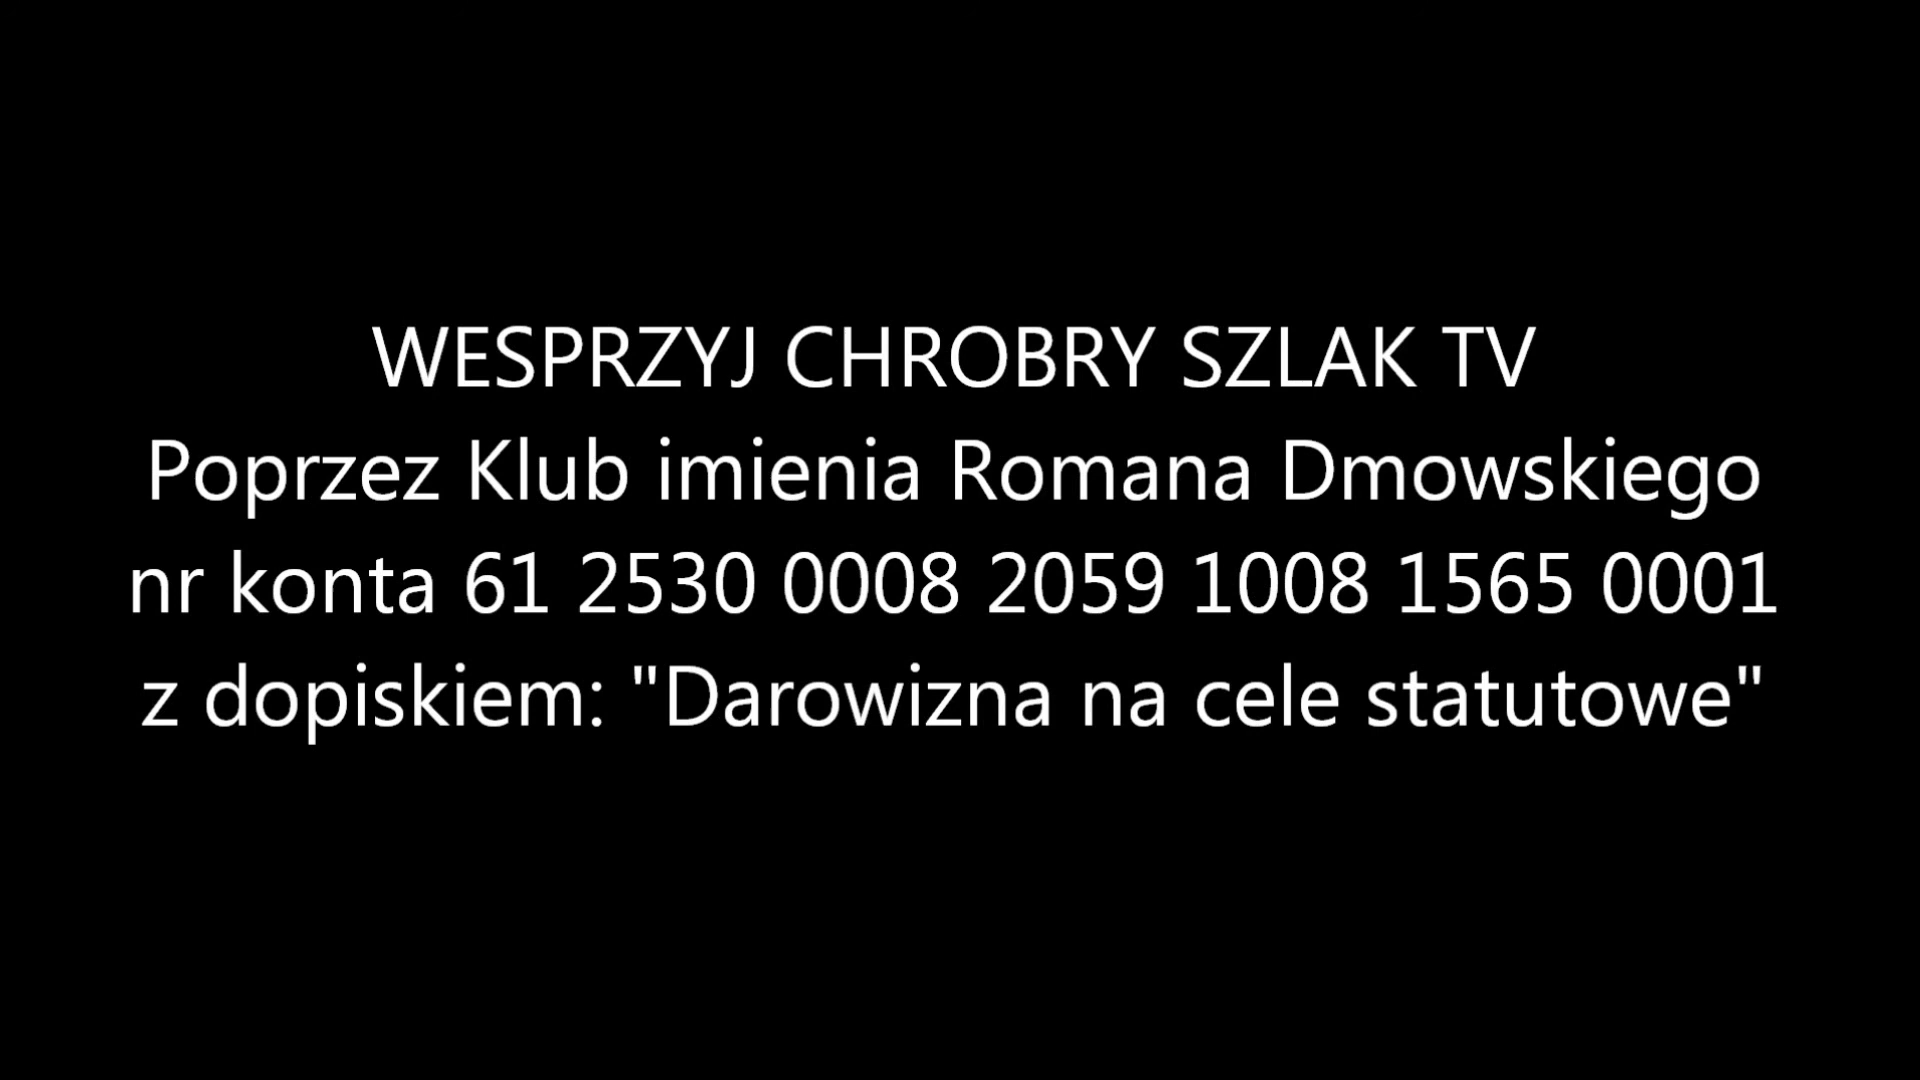 WESPRZYJ CHROBRY SZLAK TV
Poprzez Klub imienia Romana Dmowskiego
nr konta 61 2530 0008 2059 1008 1565 0001
z dopiskiem: "Darowizna na cele statutowe"